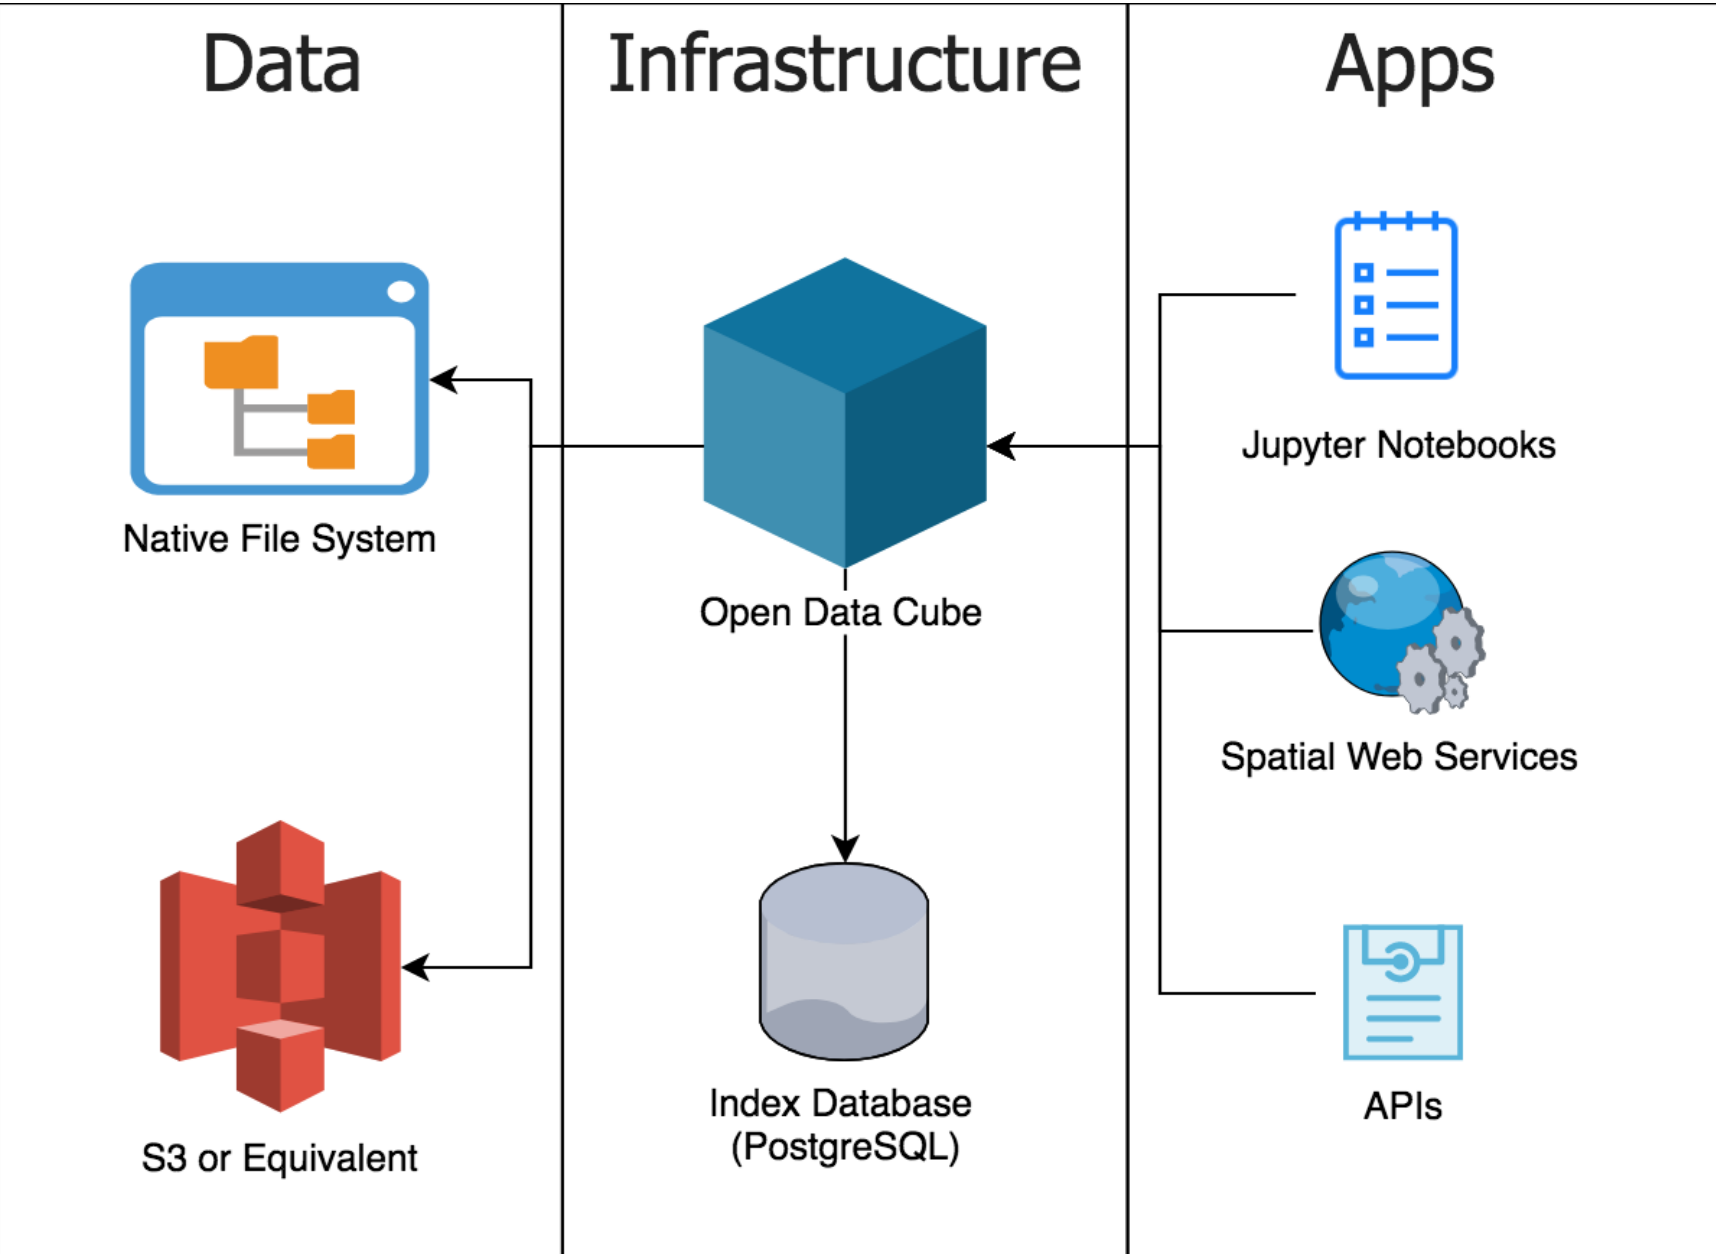 Data
Infrastructure
Apps
Native File System
Open Data Cube
Jupyter Notebooks
Spatial Web Services
S3 or Equivalent
Index Database
(PostgreSQL)
APIs